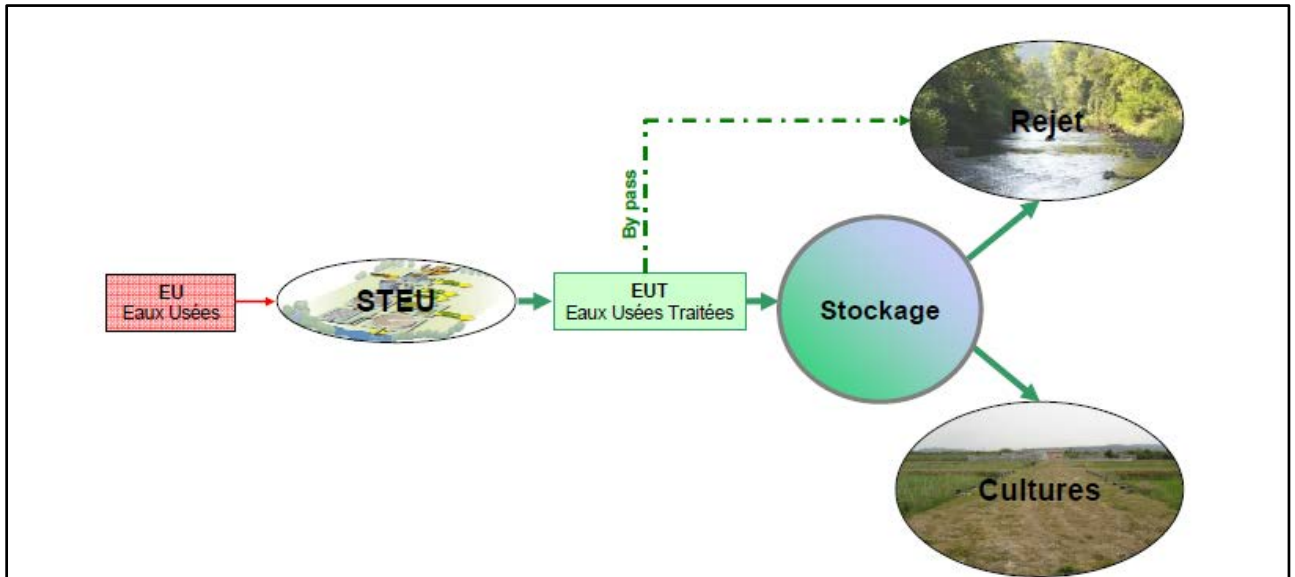 Rejet
By pass
EU
Eaux Usées
STEU
EUT
Eaux Usées Traitées
Stockage
Cultures